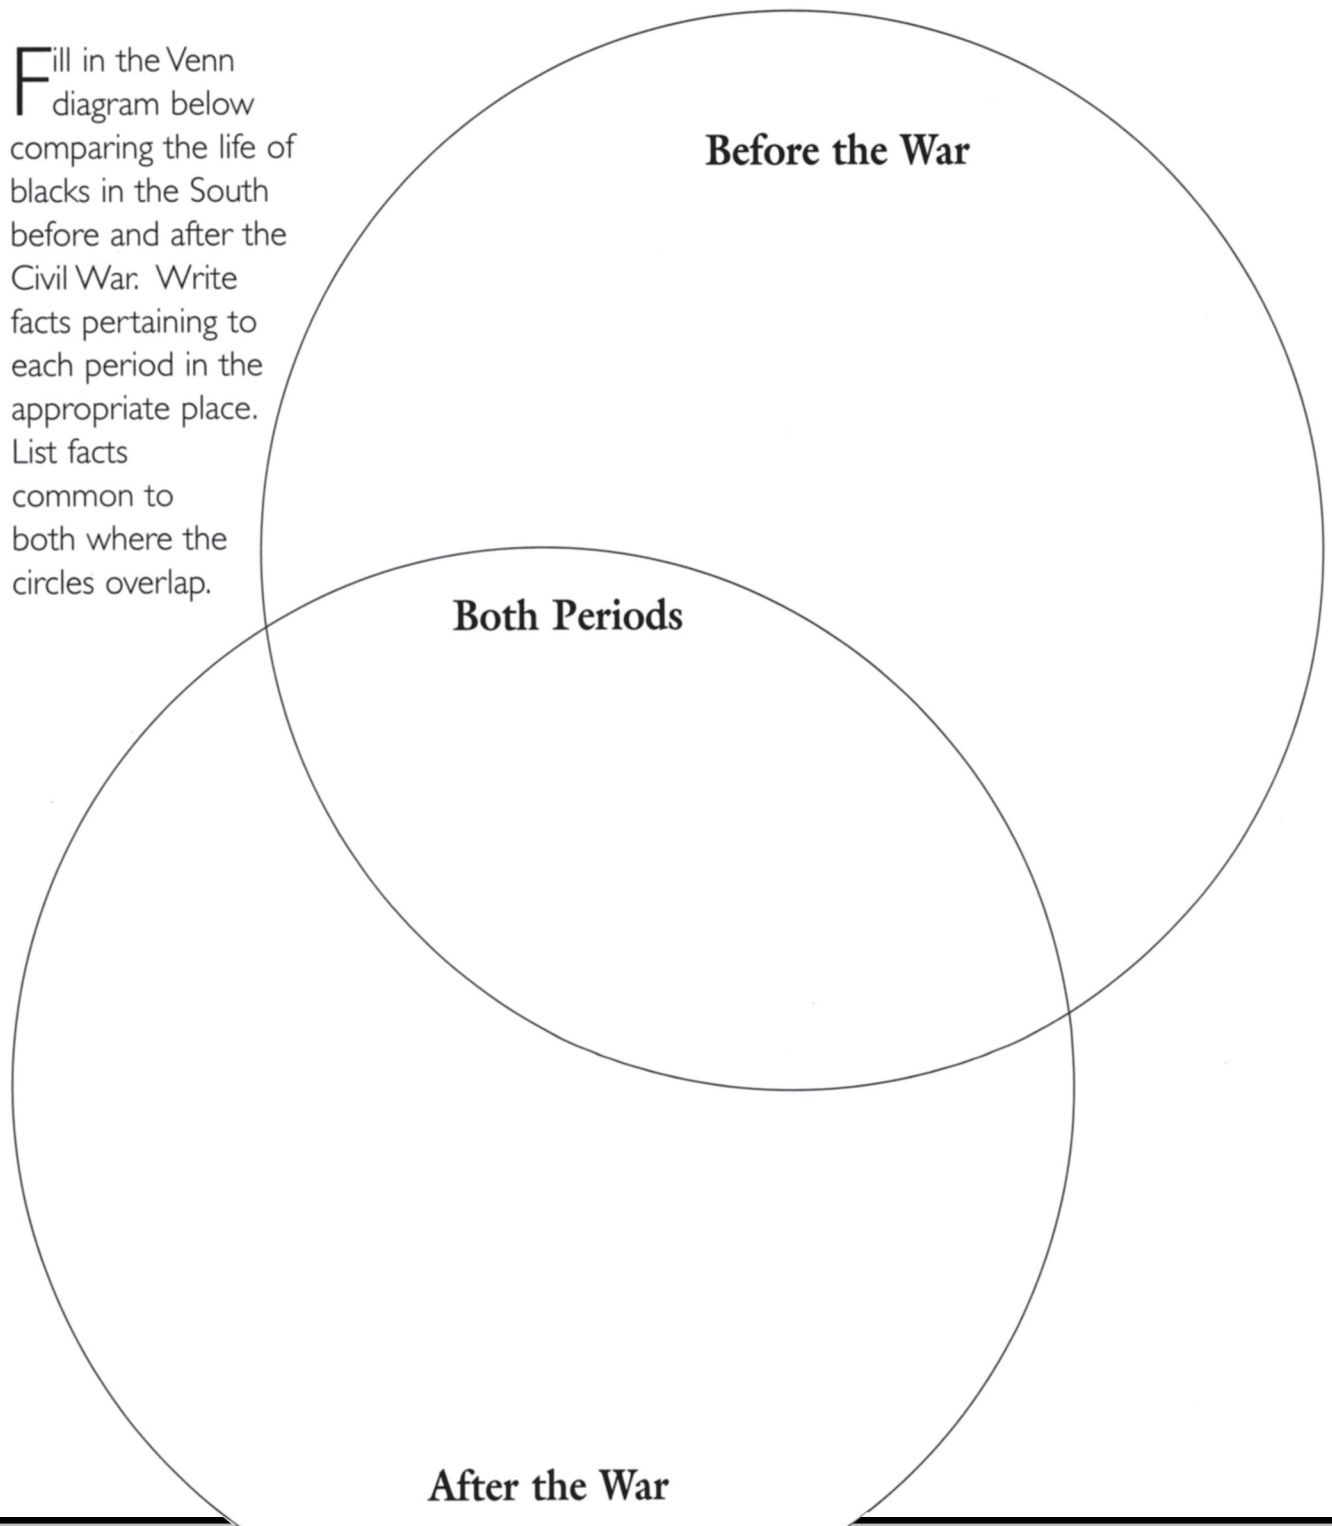 Fill in the Venn
diagram below
comparing the life of
blacks in the South
before and after the
Civil War. Write
facts pertaining to
each period in the
appropriate place.
List facts
common to
both where the
circles overlap.
Before the War
Both Periods
After the War